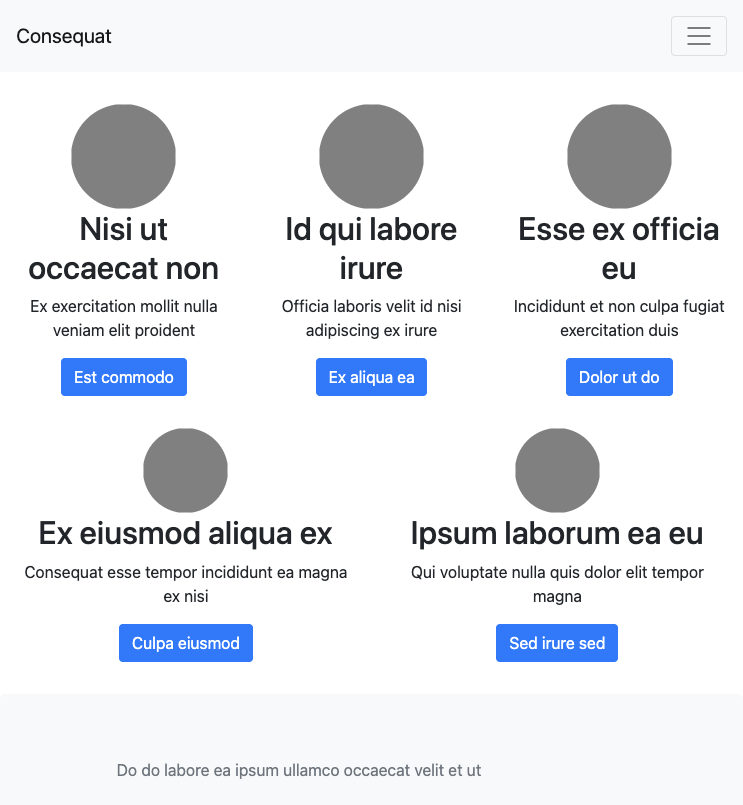 Consequat
Nisi ut
occaecat non
Ex exercitation mollit nulla
veniam elit proident
Est commodo
Id qui labore
irure
Officia laboris velit id nisi
adipiscing ex irure
Ex aliqua ea
Esse ex officia
eu
Incididunt et non culpa fugiat
exercitation duis
Dolor ut do
Ex eiusmod aliqua ex
Consequat esse tempor incididunt ea magna
ex nisi
Culpa eiusmod
Ipsum laborum ea eu
Qui voluptate nulla quis dolor elit tempor
magna
Sed irure sed
Do do labore ea ipsum ullamco occaecat velit et ut